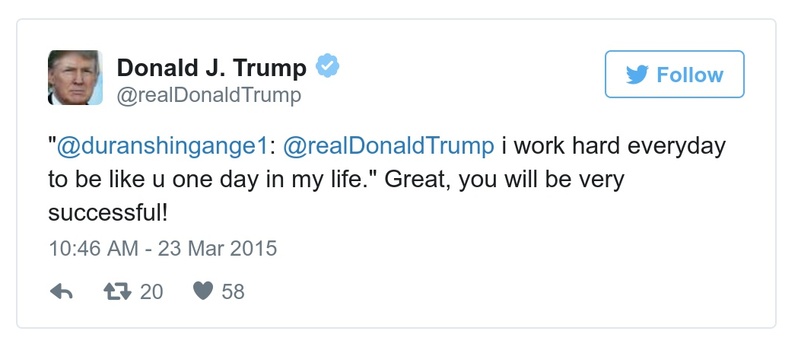 Donald J. Trump
@realDonaldTrump
Follow
"@duranshingange1: @realDonaldTrump i work hard everyday
to be like u one day in my life." Great, you will be very
successful!
10:46 AM - 23 Mar 2015
20 58